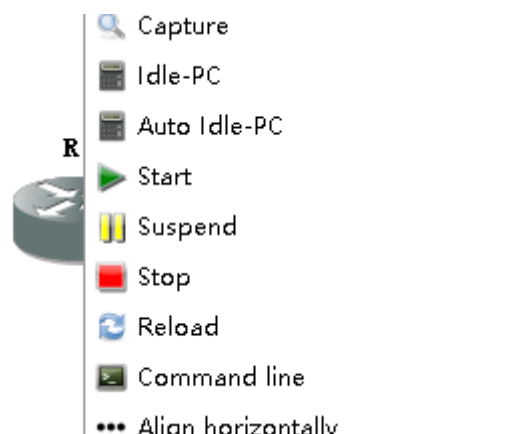 Capture
Idle-PC
Auto Idle-PC
R
Start
Suspend
Stop
Reload
Command line
Align horizontally